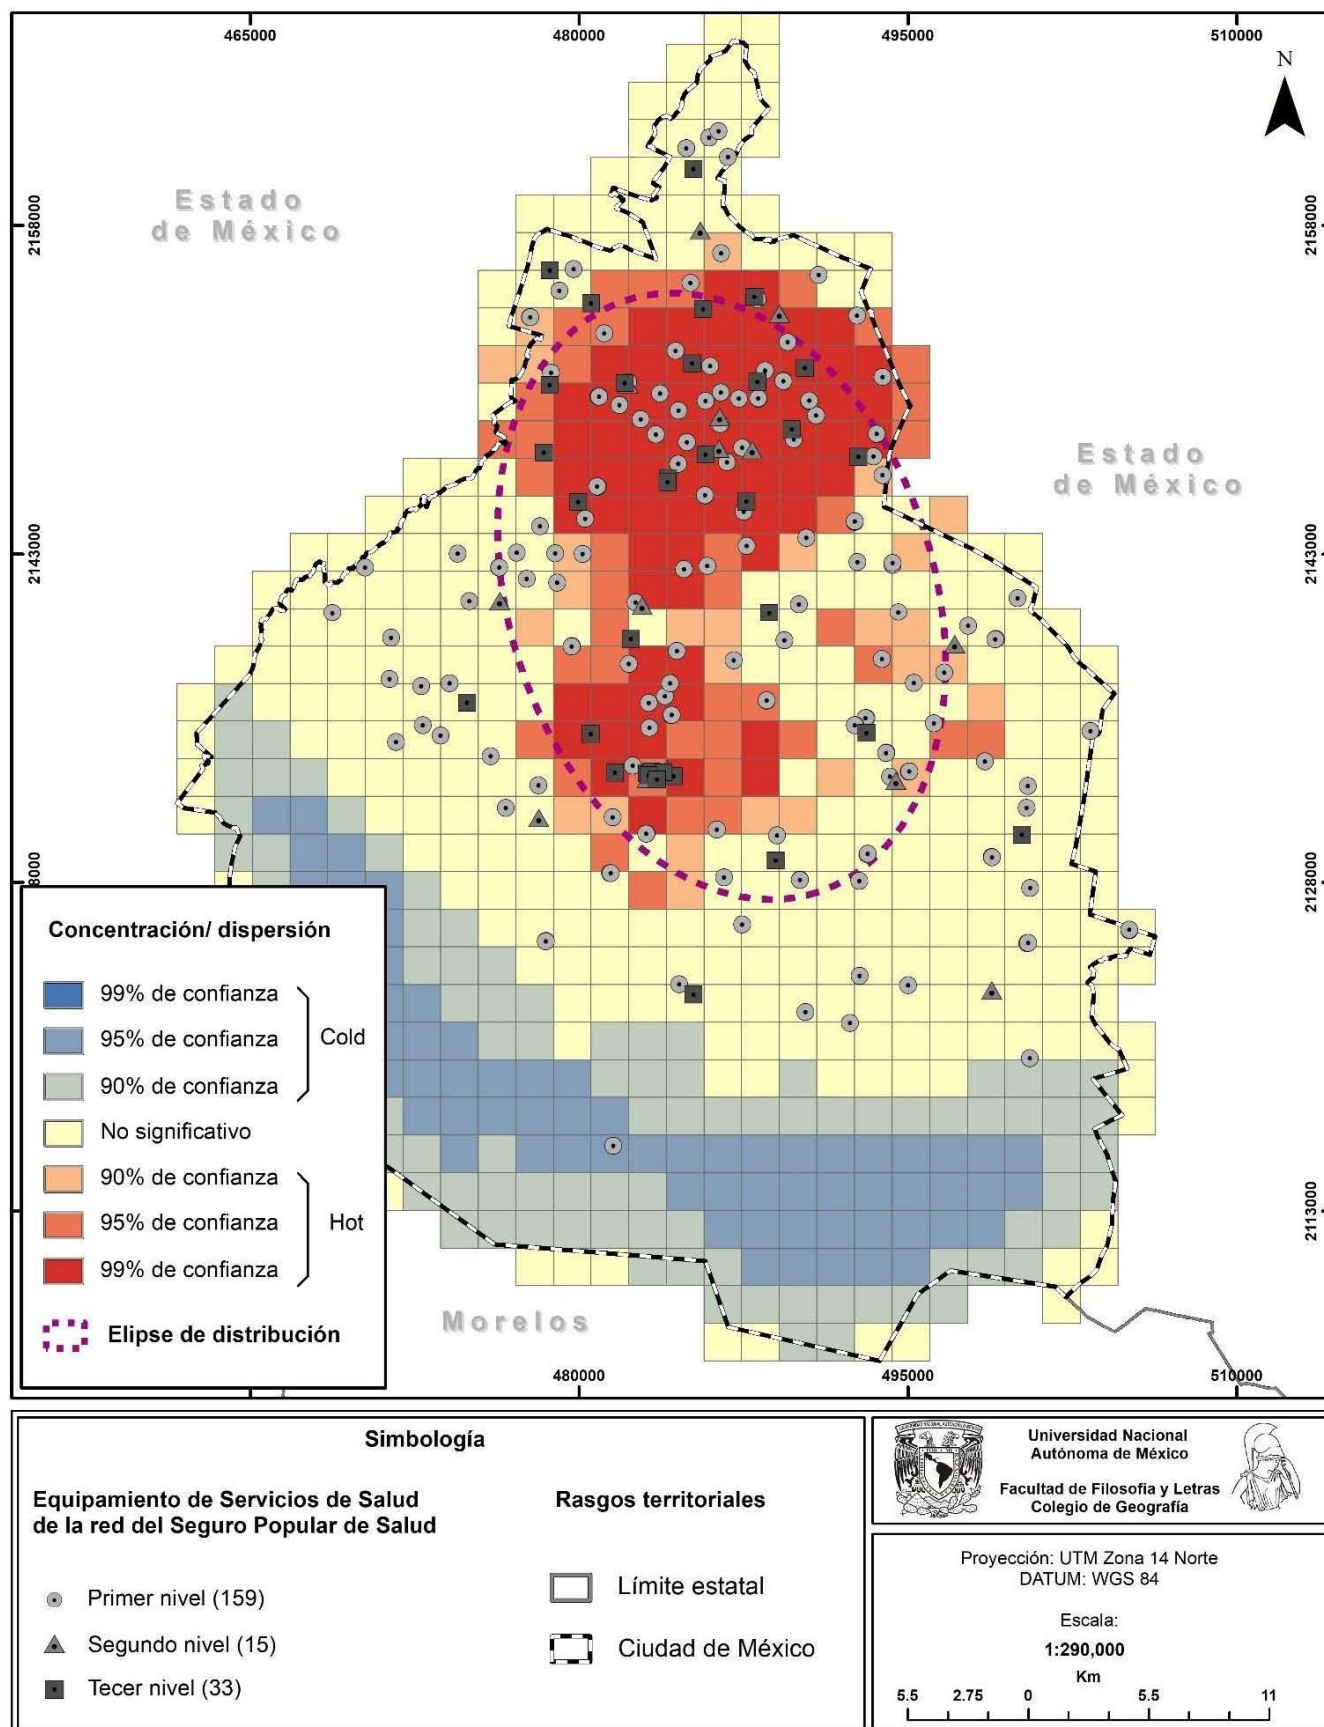 465000
480000
495000
510000
N
Estado
de México
2158000
2158000
Estado
de México
2143000
2143000
8000
2128000
Concentración/ dispersión
99% de confianza
95% de confianza
Cold
90% de confianza
No significativo
90% de confianza
95% de confianza
Hot
99% de confianza
Elipse de distribución
2113000
Morelos
480000
495000
510000
Simbología
Equipamiento de Servicios de Salud
de la red del Seguro Popular de Salud
Primer nivel (159)
Segundo nivel (15)
Tecer nivel (33)
Rasgos territoriales
Límite estatal
Ciudad de México
Universidad Nacional
Autónoma de México
Facultad de Filosofía y Letras
Colegio de Geografía
Proyección: UTM Zona 14 Norte
DATUM: WGS 84
Escala:
1:290,000
Km
5.5 2.75 0 5.5 11